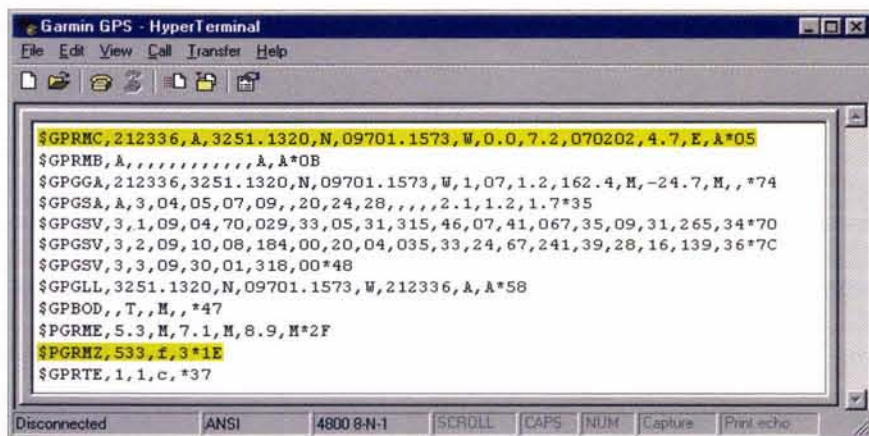 Garmin GPS - HyperTerminal
File Edit View Call Transfer Help
$GPRMC,212336,A,3251.1320,N,09701.1573,W,0.0,7.2,070202,4.7,E,A*05
$GPRMB,A,,,,,,,,,,,,A,A*0B
$GPGGA,212336,3251.1320,N,09701.1573,W,1,07,1.2,162.4,M,-24.7,M,,*74
$GPGSA,A,3,04,05,07,09,,20,24,28,,,,,2.1,1.2,1.7*35
$GPGSV,3,1,09,04,70,029,33,05,31,315,46,07,41,067,35,09,31,265,34*70
$GPGSV,3,2,09,10,08,184,00,20,04,035,33,24,67,241,39,28,16,139,36*7C
$GPGSV,3,3,09,30,01,318,00*48
$GPGLL,3251.1320,N,09701.1573,W,212336,A,A*58
$GPBOD,,T,,M,,*47
$PGRME,5.3,M,7.1,M,8.9,M*2F
$PGRMZ,533,f,3*1E
$GPRTE,1,1,c,*37
Disconnected ANSI 4800 8-N-1 SCROLL CAPS NUM Capture Print echo